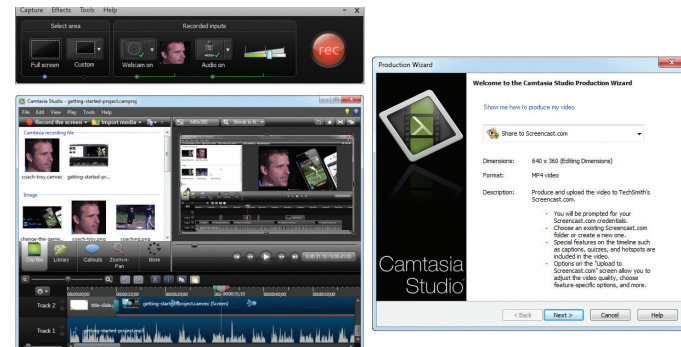 Capture Effects Tools Help
Select area
Recorded inputs
Full screen
Custom
Webcam on
Audio on
rec
Camtasia Studio - getting-started-project.camproj
File Edit View Play Tools Help
Record the screen
Import media
640x360
Shrink to fit
Camtasia recording file
coach-troy.camrec
getting-started-pr...
Image
change-the-game...
coach-troy.png
coaching.png
Library
Callouts
Zoom-n-
Pan
More
Track 2
title-slide
getting-started-project.camrec (Screen)
Track 1
getting-started-project.mp3
Production Wizard
Welcome to the Camtasia Studio Production Wizard
Show me how to produce my video
Share to Screencast.com
Dimensions: 640 x 360 (Editing Dimensions)
Format: MP4 video
Description: Produce and upload the video to TechSmith's
Screencast.com.
- You will be prompted for your
Screencast.com credentials.
- Choose an existing Screencast.com
folder or create a new one.
- Special features on the timeline such
as captions, quizzes, and hotspots are
included in the video.
- Options on the "Upload to
Screencast.com" screen allow you to
adjust the video quality, choose
feature-specific options, and more.
Camtasia
Studio
< Back
Next >
Cancel
Help